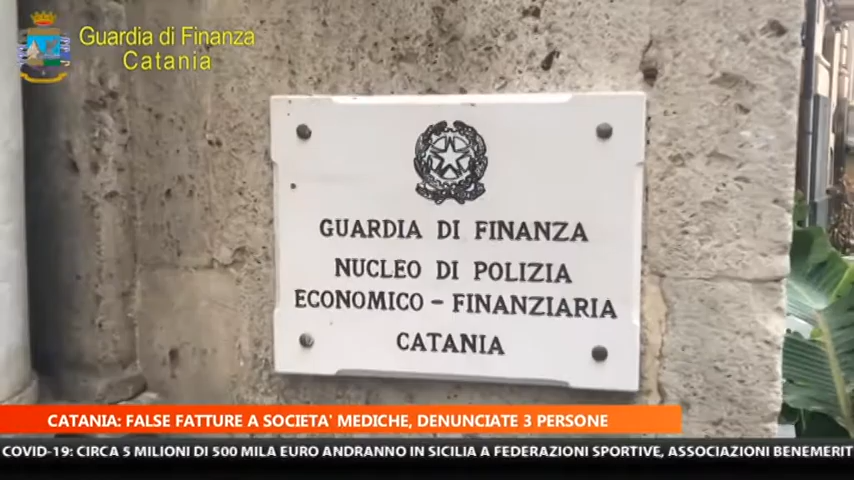 Guardia di Finanza
Catania
GUARDIA DI FINANZA
NUCLEO DI POLIZIA
ECONOMICO - FINANZIARIA
CATANIA
CATANIA: FALSE FATTURE A SOCIETA' MEDICHE, DENUNCIATE 3 PERSONE
COVID-19: CIRCA 5 MILIONI DI 500 MILA EURO ANDRANNO IN SICILIA A FEDERAZIONI SPORTIVE, ASSOCIAZIONI BENEMERIT